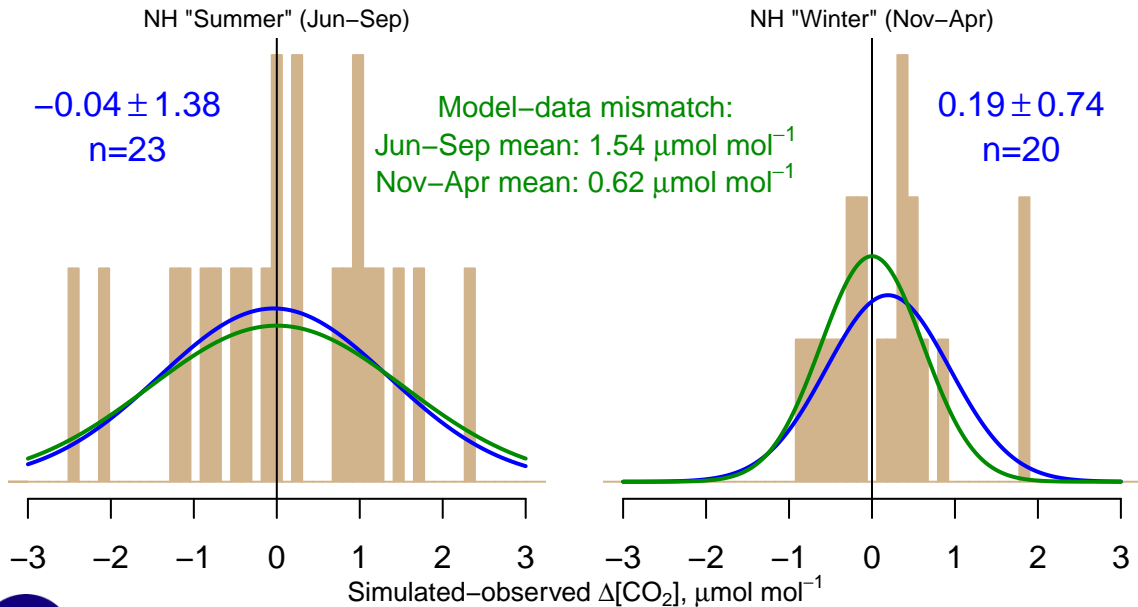 NH "Summer" (Jun−Sep)
NH "Winter" (Nov−Apr)
−0.04 ± 1.38
n=23
Model−data mismatch:
Jun−Sep mean: 1.54 μmol mol⁻¹
Nov−Apr mean: 0.62 μmol mol⁻¹
0.19 ± 0.74
n=20
−3 −2 −1 0 1 2 3
−3 −2 −1 0 1 2 3
Simulated−observed Δ[CO₂], μmol mol⁻¹